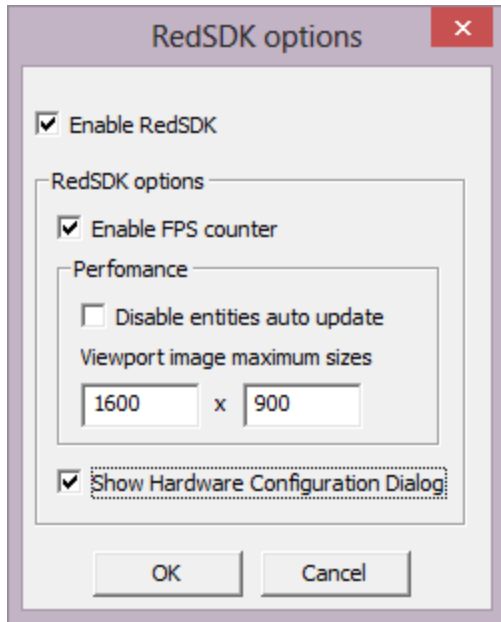 RedSDK options
Enable RedSDK
RedSDK options
Enable FPS counter
Perfomance
Disable entities auto update
Viewport image maximum sizes
1600 x 900
Show Hardware Configuration Dialog
OK Cancel